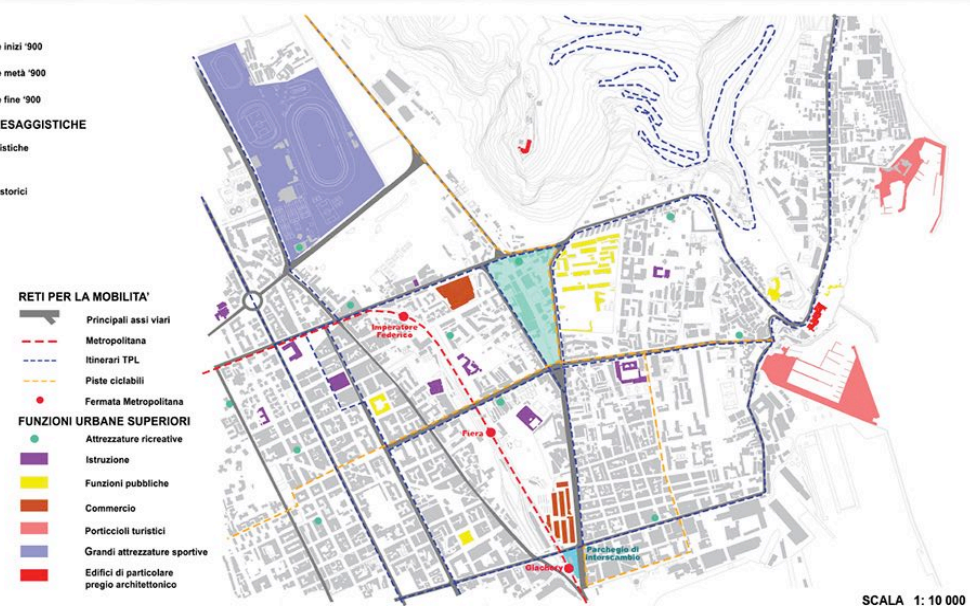 inizi '900
metà '900
fine '900
ESAGGISTICHE
istiche
storici
RETI PER LA MOBILITA'
Principali assi viari
Metropolitana
Itinerari TPL
Piste ciclabili
Fermata Metropolitana
FUNZIONI URBANE SUPERIORI
Attrezzature ricreative
Istruzione
Funzioni pubbliche
Commercio
Porticcioli turistici
Grandi attrezzature sportive
Edifici di particolare
pregio architettonico
Imperatore
Federico
Fiera
Parcheggio di
interscambio
Giachery
SCALA 1: 10 000